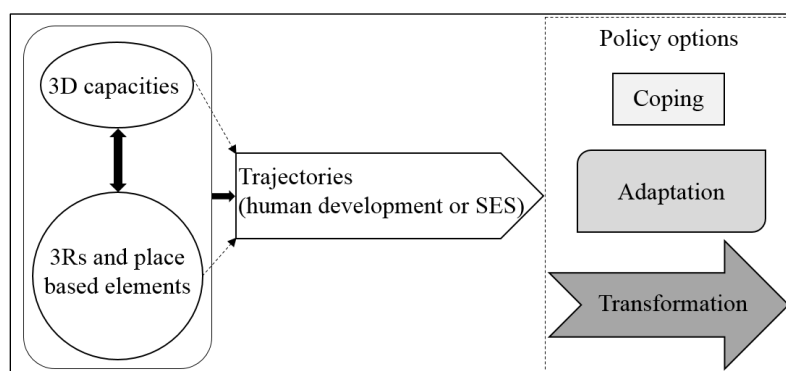 3D capacities
3Rs and place
based elements
Trajectories
(human development or SES)
Policy options
Coping
Adaptation
Transformation